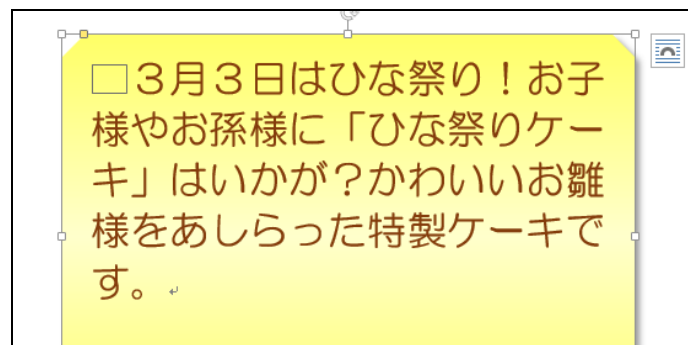 □３月３日はひな祭り！お子
様やお孫様に「ひな祭りケー
キ」はいかが？かわいいお雛
様をあしらった特製ケーキで
す。